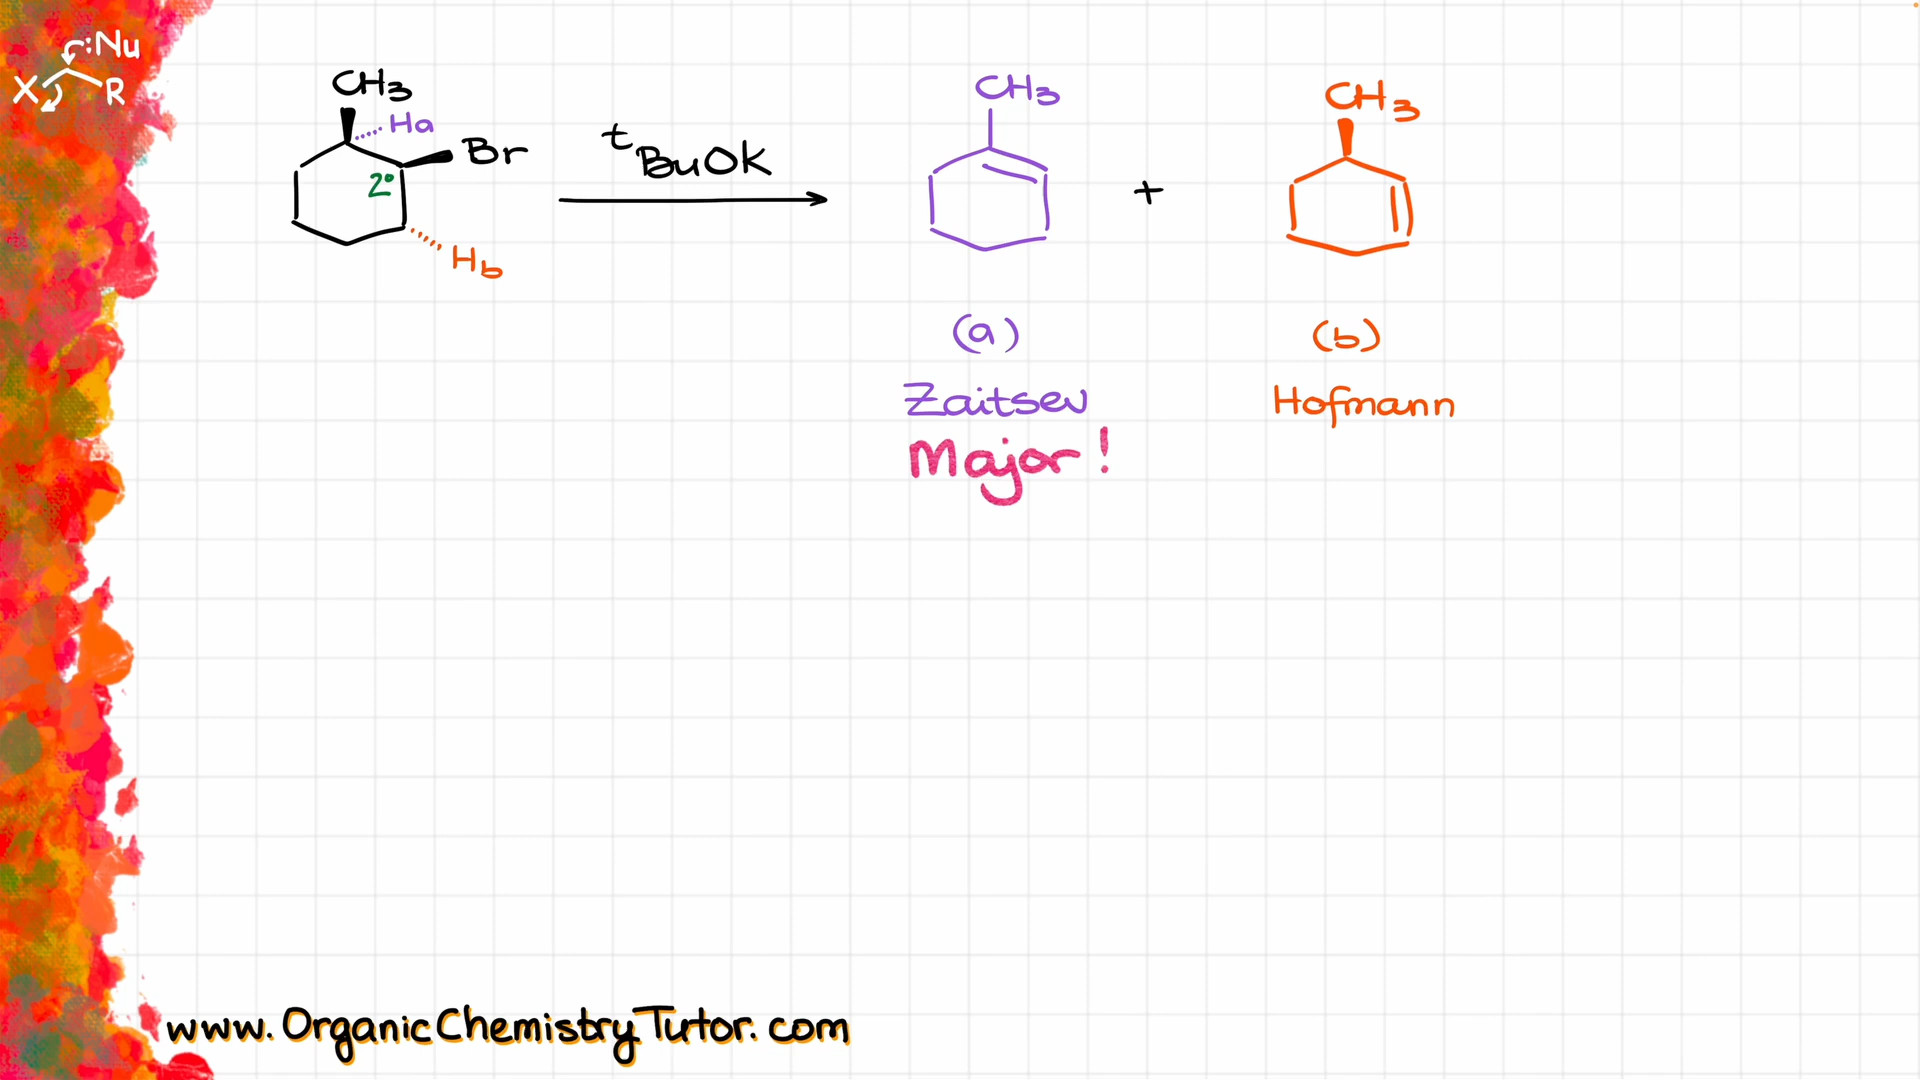 :Nu
X R
CH3
Ha
Br
2°
Hb
tBuOK
CH3
+
CH3
(a)
(b)
Zaitsev
Hofmann
Major!
www.OrganicChemistryTutor.com